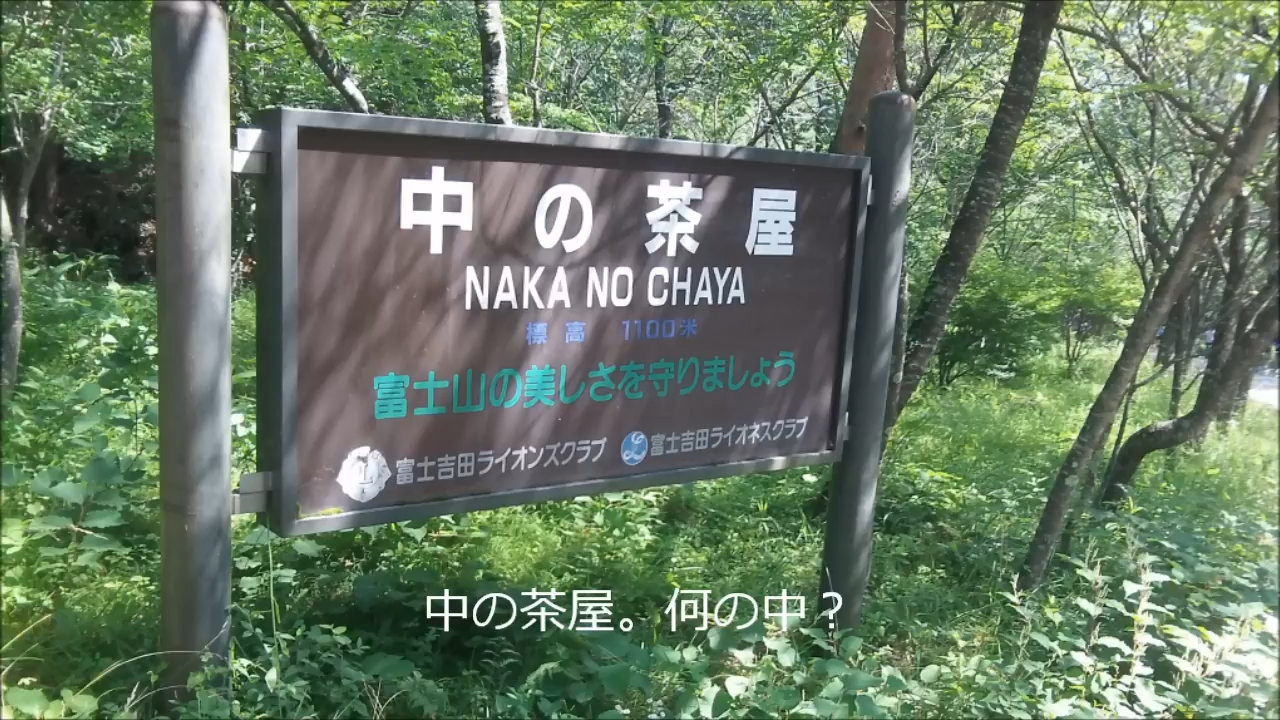 中の茶屋
NAKA NO CHAYA
標高 1100米
富士山の美しさを守りましょう
富士吉田ライオンズクラブ 富士吉田ライオネスクラブ
中の茶屋。何の中？